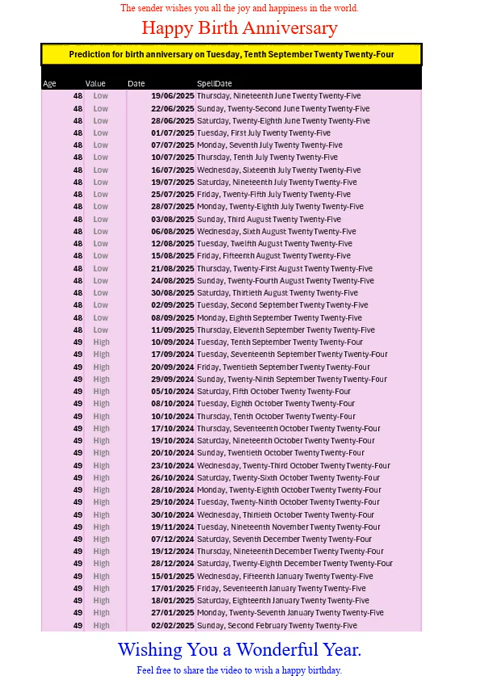 The sender wishes you all the joy and happiness in the world.
Happy Birth Anniversary
Prediction for birth anniversary on Tuesday, Tenth September Twenty Twenty-Four
Age Value Date SpellDate
48 Low 19/06/2025 Thursday, Nineteenth June Twenty Twenty-Five
48 Low 22/06/2025 Sunday, Twenty-Second June Twenty Twenty-Five
48 Low 28/06/2025 Saturday, Twenty-Eighth June Twenty Twenty-Five
48 Low 01/07/2025 Tuesday, First July Twenty Twenty-Five
48 Low 07/07/2025 Monday, Seventh July Twenty Twenty-Five
48 Low 10/07/2025 Thursday, Tenth July Twenty Twenty-Five
48 Low 16/07/2025 Wednesday, Sixteenth July Twenty Twenty-Five
48 Low 19/07/2025 Saturday, Nineteenth July Twenty Twenty-Five
48 Low 25/07/2025 Friday, Twenty-Fifth July Twenty Twenty-Five
48 Low 28/07/2025 Monday, Twenty-Eighth July Twenty Twenty-Five
48 Low 03/08/2025 Sunday, Third August Twenty Twenty-Five
48 Low 06/08/2025 Wednesday, Sixth August Twenty Twenty-Five
48 Low 12/08/2025 Tuesday, Twelfth August Twenty Twenty-Five
48 Low 15/08/2025 Friday, Fifteenth August Twenty Twenty-Five
48 Low 21/08/2025 Thursday, Twenty-First August Twenty Twenty-Five
48 Low 24/08/2025 Sunday, Twenty-Fourth August Twenty Twenty-Five
48 Low 30/08/2025 Saturday, Thirtieth August Twenty Twenty-Five
48 Low 02/09/2025 Tuesday, Second September Twenty Twenty-Five
48 Low 08/09/2025 Monday, Eighth September Twenty Twenty-Five
48 Low 11/09/2025 Thursday, Eleventh September Twenty Twenty-Five
49 High 10/09/2024 Tuesday, Tenth September Twenty Twenty-Four
49 High 17/09/2024 Tuesday, Seventeenth September Twenty Twenty-Four
49 High 20/09/2024 Friday, Twentieth September Twenty Twenty-Four
49 High 29/09/2024 Sunday, Twenty-Ninth September Twenty Twenty-Four
49 High 05/10/2024 Saturday, Fifth October Twenty Twenty-Four
49 High 08/10/2024 Tuesday, Eighth October Twenty Twenty-Four
49 High 10/10/2024 Thursday, Tenth October Twenty Twenty-Four
49 High 17/10/2024 Thursday, Seventeenth October Twenty Twenty-Four
49 High 19/10/2024 Saturday, Nineteenth October Twenty Twenty-Four
49 High 20/10/2024 Sunday, Twentieth October Twenty Twenty-Four
49 High 23/10/2024 Wednesday, Twenty-Third October Twenty Twenty-Four
49 High 26/10/2024 Saturday, Twenty-Sixth October Twenty Twenty-Four
49 High 28/10/2024 Monday, Twenty-Eighth October Twenty Twenty-Four
49 High 29/10/2024 Tuesday, Twenty-Ninth October Twenty Twenty-Four
49 High 30/10/2024 Wednesday, Thirtieth October Twenty Twenty-Four
49 High 19/11/2024 Tuesday, Nineteenth November Twenty Twenty-Four
49 High 07/12/2024 Saturday, Seventh December Twenty Twenty-Four
49 High 19/12/2024 Thursday, Nineteenth December Twenty Twenty-Four
49 High 28/12/2024 Saturday, Twenty-Eighth December Twenty Twenty-Four
49 High 15/01/2025 Wednesday, Fifteenth January Twenty Twenty-Five
49 High 17/01/2025 Friday, Seventeenth January Twenty Twenty-Five
49 High 18/01/2025 Saturday, Eighteenth January Twenty Twenty-Five
49 High 27/01/2025 Monday, Twenty-Seventh January Twenty Twenty-Five
49 High 02/02/2025 Sunday, Second February Twenty Twenty-Five
Wishing You a Wonderful Year.
Feel free to share the video to wish a happy birthday.